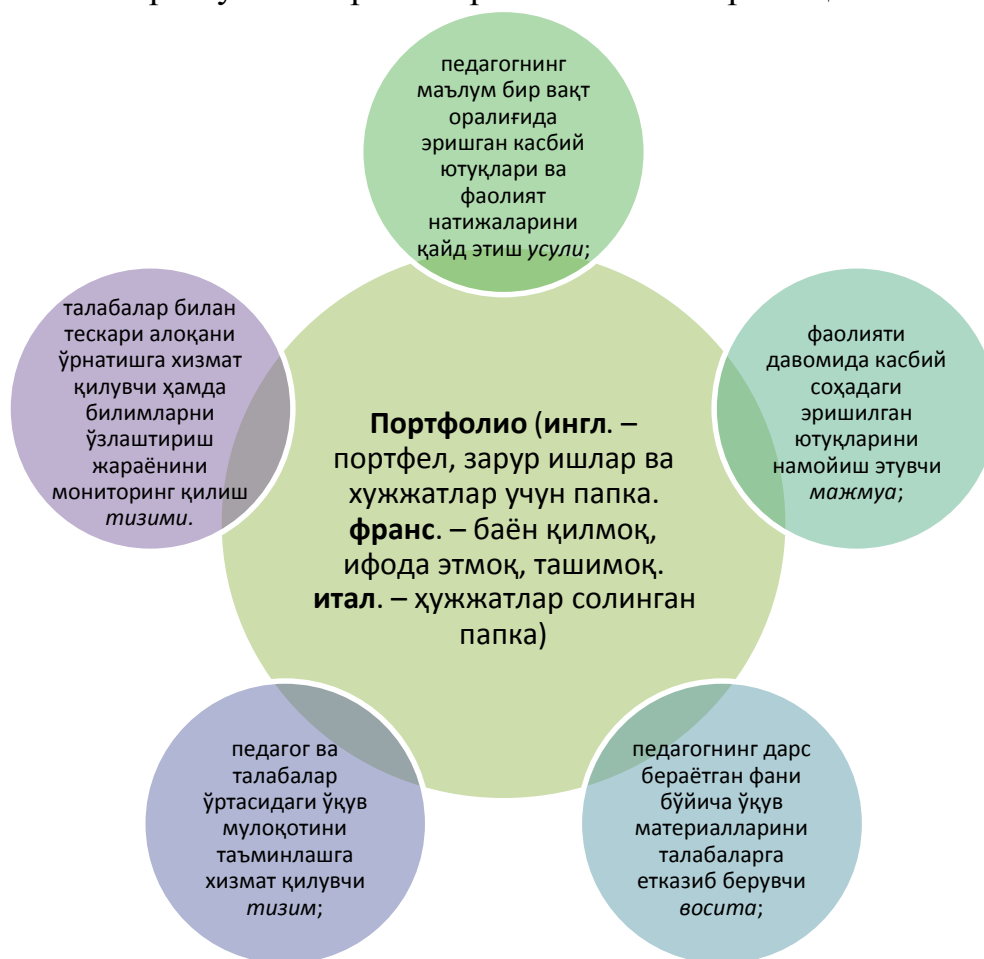 педагогнинг
маълум бир вақт
оралиғида
эришган касбий
ютуқлари ва
фаолият
натижаларини
қайд этиш усули;
фаолияти
давомида касбий
соҳадаги
эришилган
ютуқларини
намойиш этувчи
мажмуа;
педагогнинг дарс
бераётган фани
бўйича ўқув
материалларини
талабаларга
етказиб берувчи
восита;
педагог ва
талабалар
ўртасидаги ўқув
мулоқотини
таъминлашга
хизмат қилувчи
тизим;
талабалар билан
тескари алоқани
ўрнатишга хизмат
қилувчи ҳамда
билимларни
ўзлаштириш
жараёнини
мониторинг қилиш
тизими.
Портфолио (ингл. –
портфел, зарур ишлар ва
хужжатлар учун папка.
франс. – баён қилмоқ,
ифода этмоқ, ташимоқ.
итал. – ҳужжатлар солинган
папка)